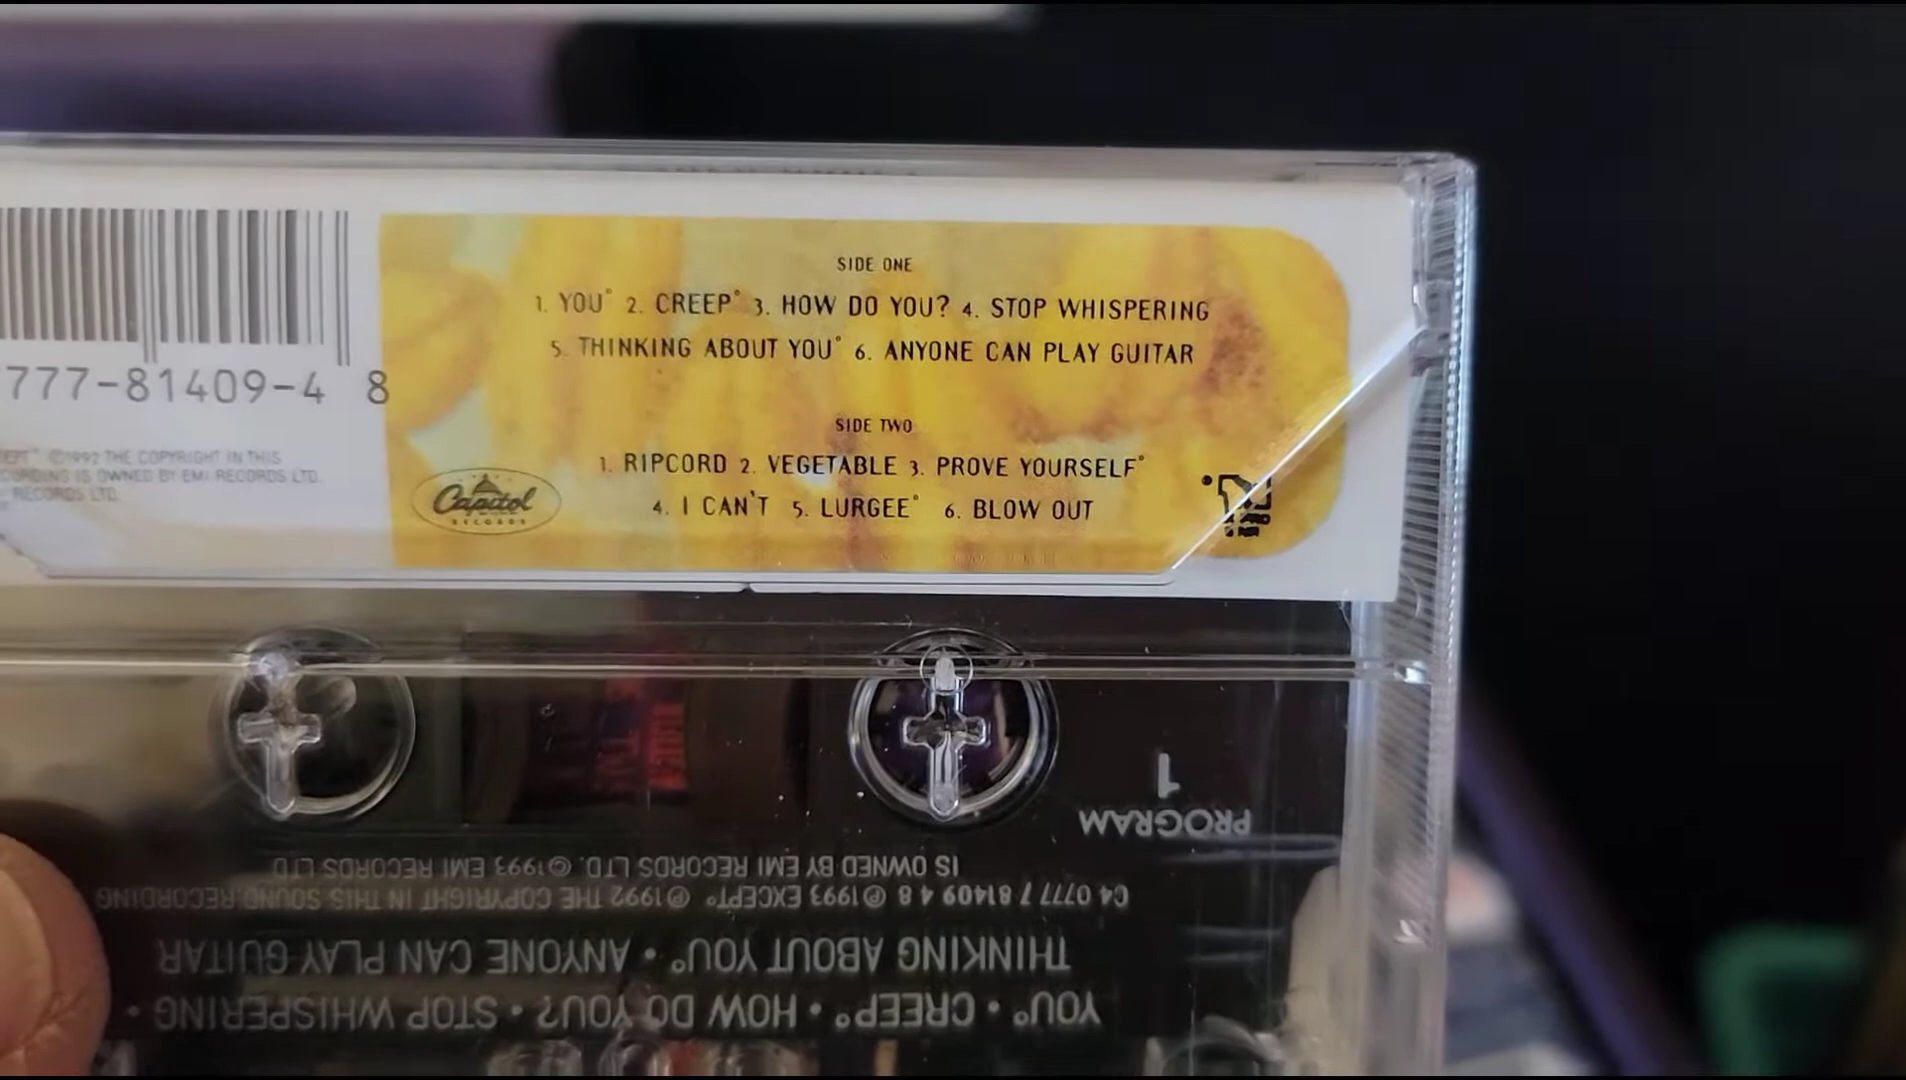 SIDE ONE
1. YOU° 2. CREEP° 3. HOW DO YOU? 4. STOP WHISPERING
5. THINKING ABOUT YOU° 6. ANYONE CAN PLAY GUITAR
777-81409-4 8
SIDE TWO
1. RIPCORD 2. VEGETABLE 3. PROVE YOURSELF°
4. I CAN'T 5. LURGEE° 6. BLOW OUT
EPT° ℗1992 THE COPYRIGHT IN THIS
CORDING IS OWNED BY EMI RECORDS LTD.
RECORDS LTD.
Capitol
RECORDS
YOU° • CREEP° • HOW DO YOU? • STOP WHISPERING •
THINKING ABOUT YOU° • ANYONE CAN PLAY GUITAR
C4 0777 7 81409 4 8 ℗1993 EXCEPT° ℗1992 THE COPYRIGHT IN THIS SOUND RECORDING
IS OWNED BY EMI RECORDS LTD. ©1993 EMI RECORDS LTD
PROGRAM
1